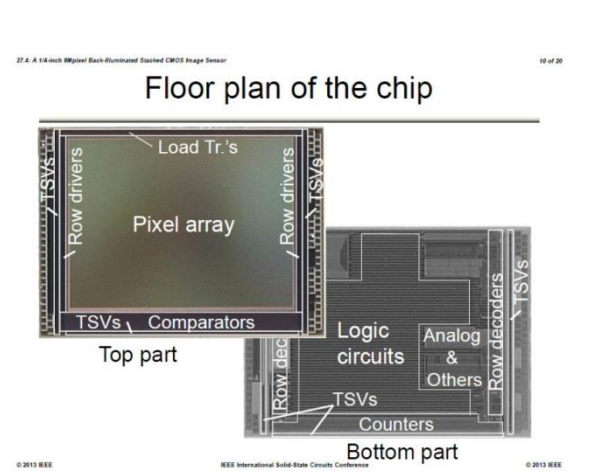 27.4: A 1/4-inch 8Mpixel Back-Illuminated Stacked CMOS Image Sensor
10 of 20
Floor plan of the chip
Load Tr.'s
TSVs
Row drivers
Pixel array
Row drivers
TSVs
TSVs Comparators
Top part
Row dec
Logic
circuits
Analog
&
Others
Row decoders
TSVs
TSVs
Counters
Bottom part
© 2013 IEEE
IEEE International Solid-State Circuits Conference
© 2013 IEEE